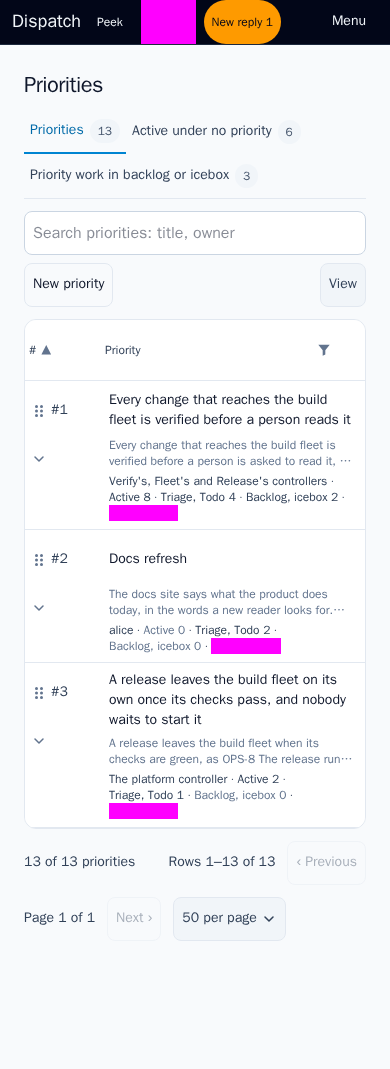 Dispatch Peek New reply 1 Menu
Priorities
Priorities 13 Active under no priority 6
Priority work in backlog or icebox 3
Search priorities: title, owner
New priority View
# ▲ Priority
#1 Every change that reaches the build
fleet is verified before a person reads it
Every change that reaches the build fleet is
verified before a person is asked to read it, ⋯
Verify's, Fleet's and Release's controllers ·
Active 8 · Triage, Todo 4 · Backlog, icebox 2 ·
#2 Docs refresh
The docs site says what the product does
today, in the words a new reader looks for.⋯
alice · Active 0 · Triage, Todo 2 ·
Backlog, icebox 0 ·
#3 A release leaves the build fleet on its
own once its checks pass, and nobody
waits to start it
A release leaves the build fleet when its
checks are green, as OPS-8 The release run⋯
The platform controller · Active 2 ·
Triage, Todo 1 · Backlog, icebox 0 ·
13 of 13 priorities Rows 1–13 of 13 ‹ Previous
Page 1 of 1 Next › 50 per page